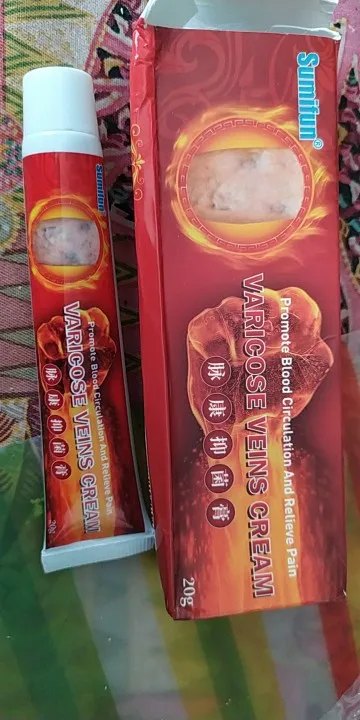 Sumifun
Promote Blood Circulation And Relieve Pain
VARICOSE VEINS CREAM
脉康抑菌膏
20g
Sumifun®
Promote Blood Circulation And Relieve Pain
VARICOSE VEINS CREAM
脉康抑菌膏
20g